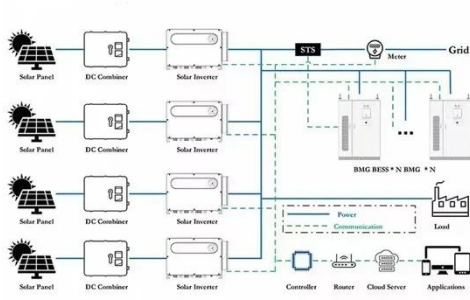 STS
Meter
Grid
Solar Panel DC Combiner Solar Inverter
BMG BESS * N BMG * N
Solar Panel DC Combiner Solar Inverter
Solar Panel DC Combiner Solar Inverter
Power
Communication
Load
Solar Panel DC Combiner Solar Inverter
Controller Router Cloud Server Applications